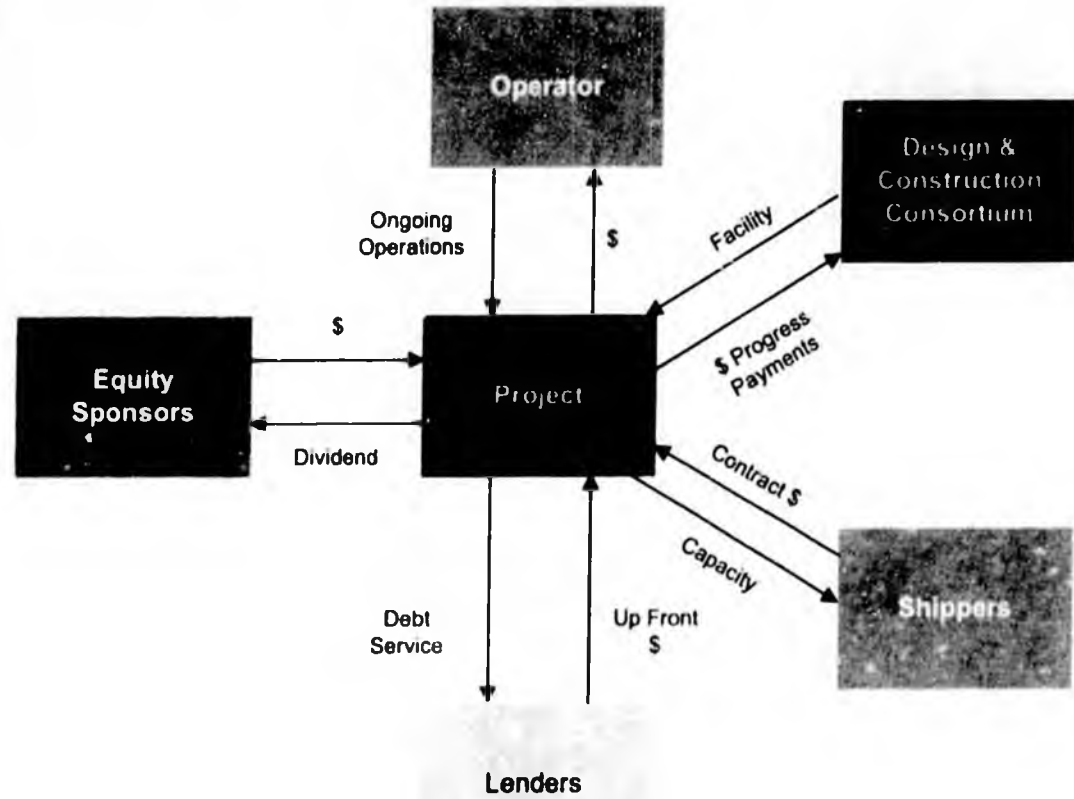 Operator
Design &
Construction
Consortium
Ongoing
Operations
$
Facility
$
$ Progress
Payments
Equity
Sponsors
Project
Dividend
Contract $
Capacity
Shippers
Debt
Service
Up Front
$
Lenders